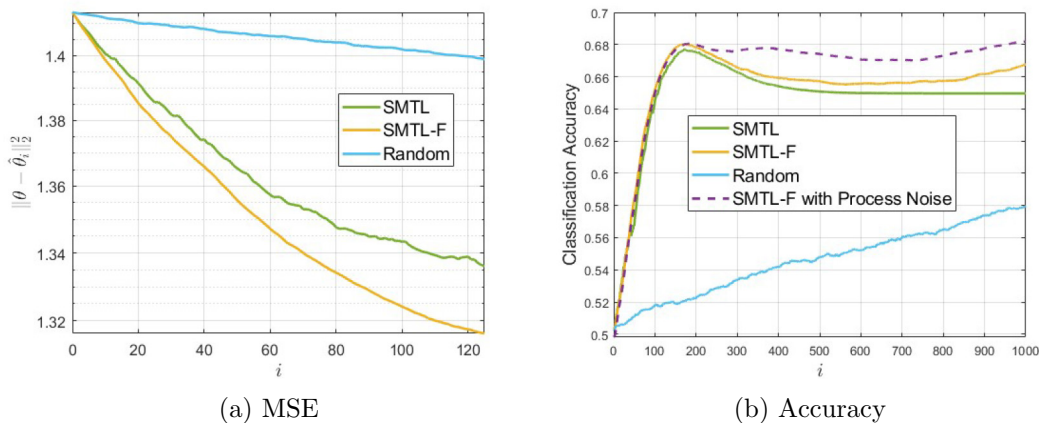 1.4
1.38
1.36
1.34
1.32
‖θ − θ̂ᵢ‖²₂
0 20 40 60 80 100 120
i
SMTL
SMTL-F
Random
(a) MSE
0.7
0.68
0.66
0.64
0.62
0.6
0.58
0.56
0.54
0.52
0.5
Classification Accuracy
0 100 200 300 400 500 600 700 800 900 1000
i
SMTL
SMTL-F
Random
SMTL-F with Process Noise
(b) Accuracy